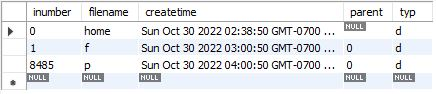 inumber filename createtime parent typ
0 home Sun Oct 30 2022 02:38:50 GMT-0700 ... NULL d
1 f Sun Oct 30 2022 03:00:50 GMT-0700 ... 0 d
8485 p Sun Oct 30 2022 04:00:50 GMT-0700 ... 0 d
NULL NULL NULL NULL NULL